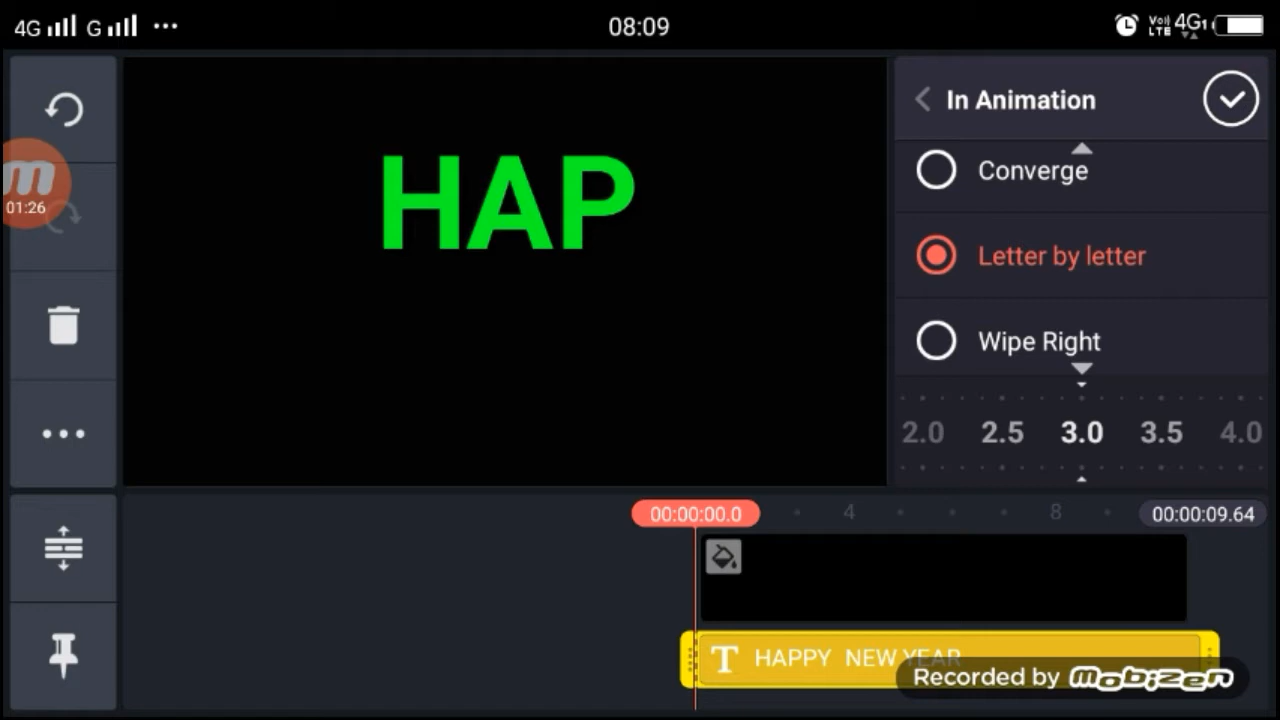 4G G ••• 08:09 VoLTE 4G1
In Animation
m
01:26
HAP
Converge
Letter by letter
Wipe Right
2.0 2.5 3.0 3.5 4.0
00:00:00.0 4 8 00:00:09.64
T HAPPY NEW YEAR
Recorded by mobizen